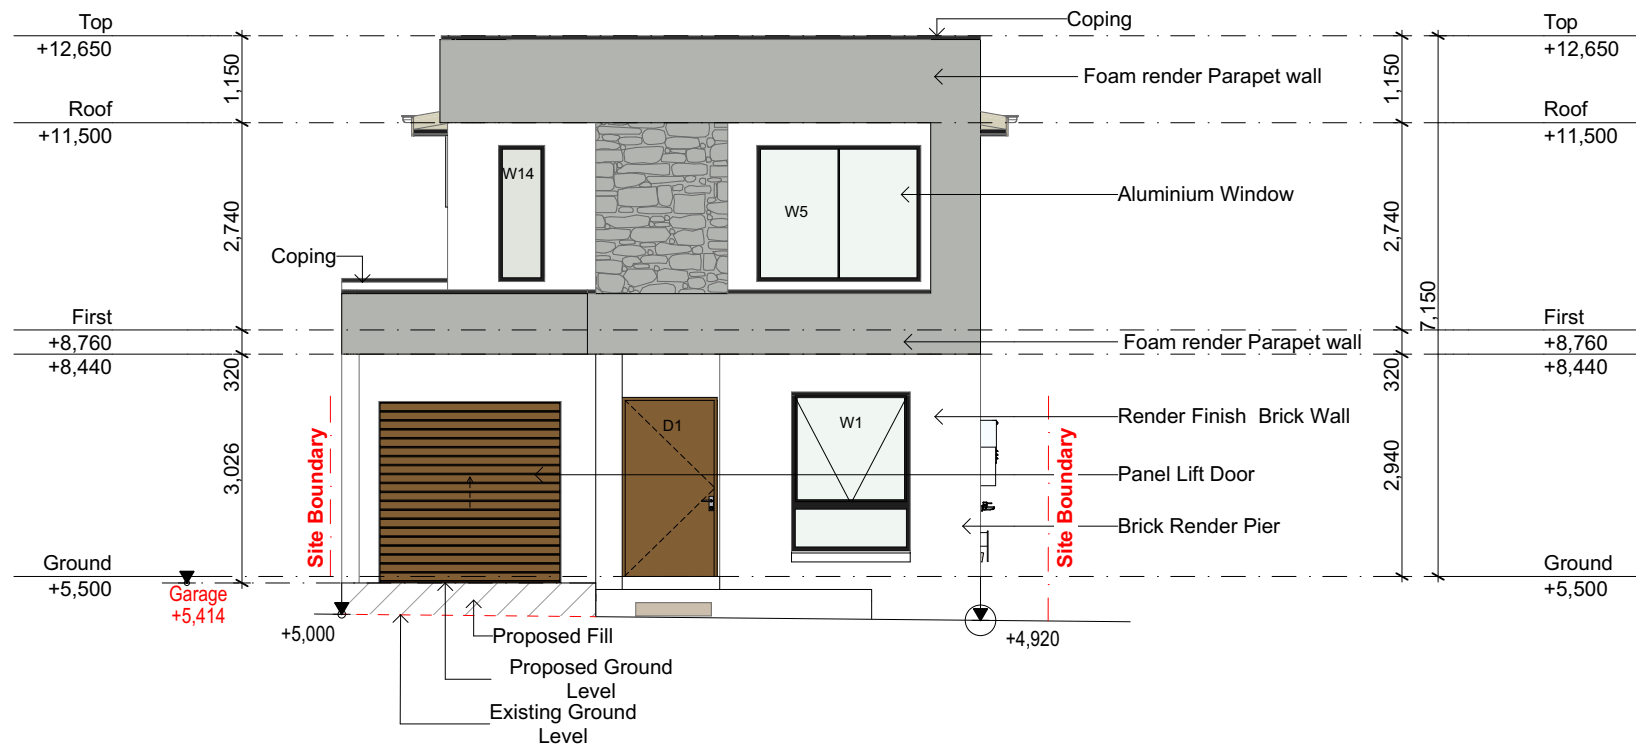 Top
+12,650
1,150
Roof
+11,500
2,740
First
+8,760
+8,440
320
3,026
Ground
+5,500
Garage
+5,414
Site Boundary
+5,000
Coping
W14
W5
D1
W1
Coping
Foam render Parapet wall
Aluminium Window
Foam render Parapet wall
Render Finish Brick Wall
Panel Lift Door
Brick Render Pier
Site Boundary
+4,920
Proposed Fill
Proposed Ground
Level
Existing Ground
Level
1,150
2,740
320
2,940
7,150
Top
+12,650
Roof
+11,500
First
+8,760
+8,440
Ground
+5,500